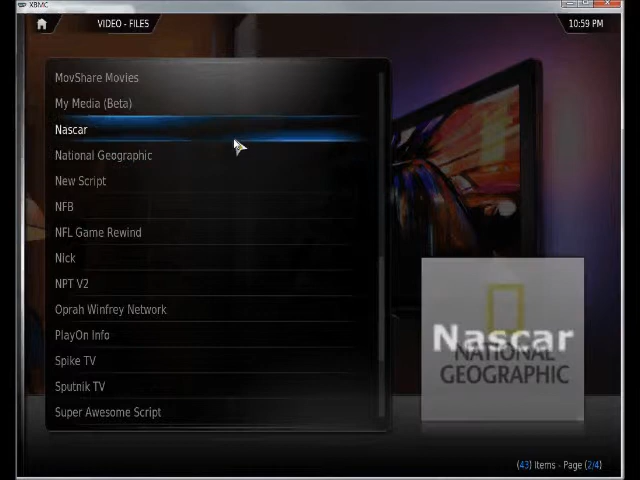 XBMC
VIDEO - FILES
10:59 PM
MovShare Movies
My Media (Beta)
Nascar
National Geographic
New Script
NFB
NFL Game Rewind
Nick
NPT V2
Oprah Winfrey Network
PlayOn Info
Spike TV
Sputnik TV
Super Awesome Script
Nascar
NATIONAL
GEOGRAPHIC
(43) Items - Page (2/4)